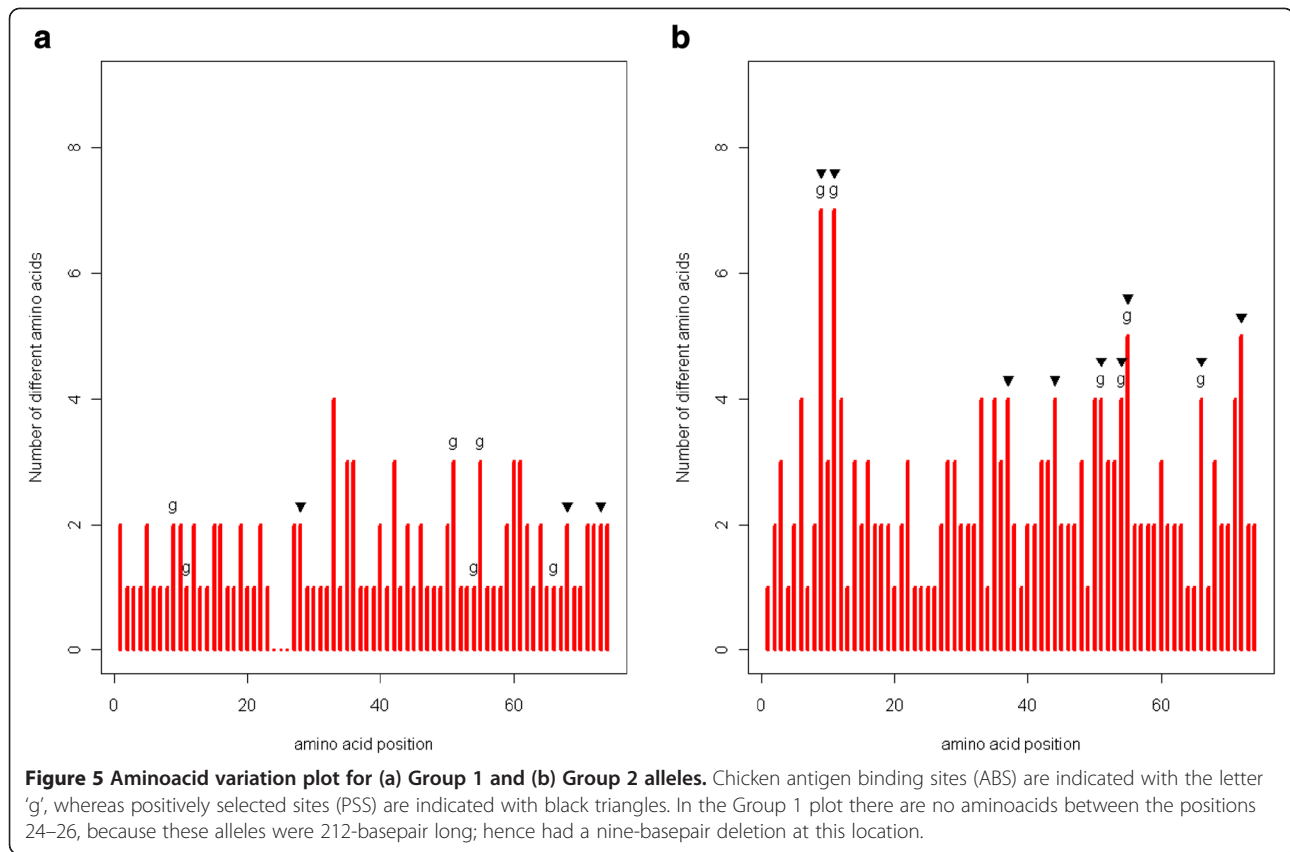 a
b
Number of different amino acids
8
6
4
2
0
g
g
g
g
g
g
0
20
40
60
amino acid position
Number of different amino acids
8
6
4
2
0
g
g
g
g
g
g
0
20
40
60
amino acid position
Figure 5 Aminoacid variation plot for (a) Group 1 and (b) Group 2 alleles. Chicken antigen binding sites (ABS) are indicated with the letter
‘g’, whereas positively selected sites (PSS) are indicated with black triangles. In the Group 1 plot there are no aminoacids between the positions
24–26, because these alleles were 212-basepair long; hence had a nine-basepair deletion at this location.